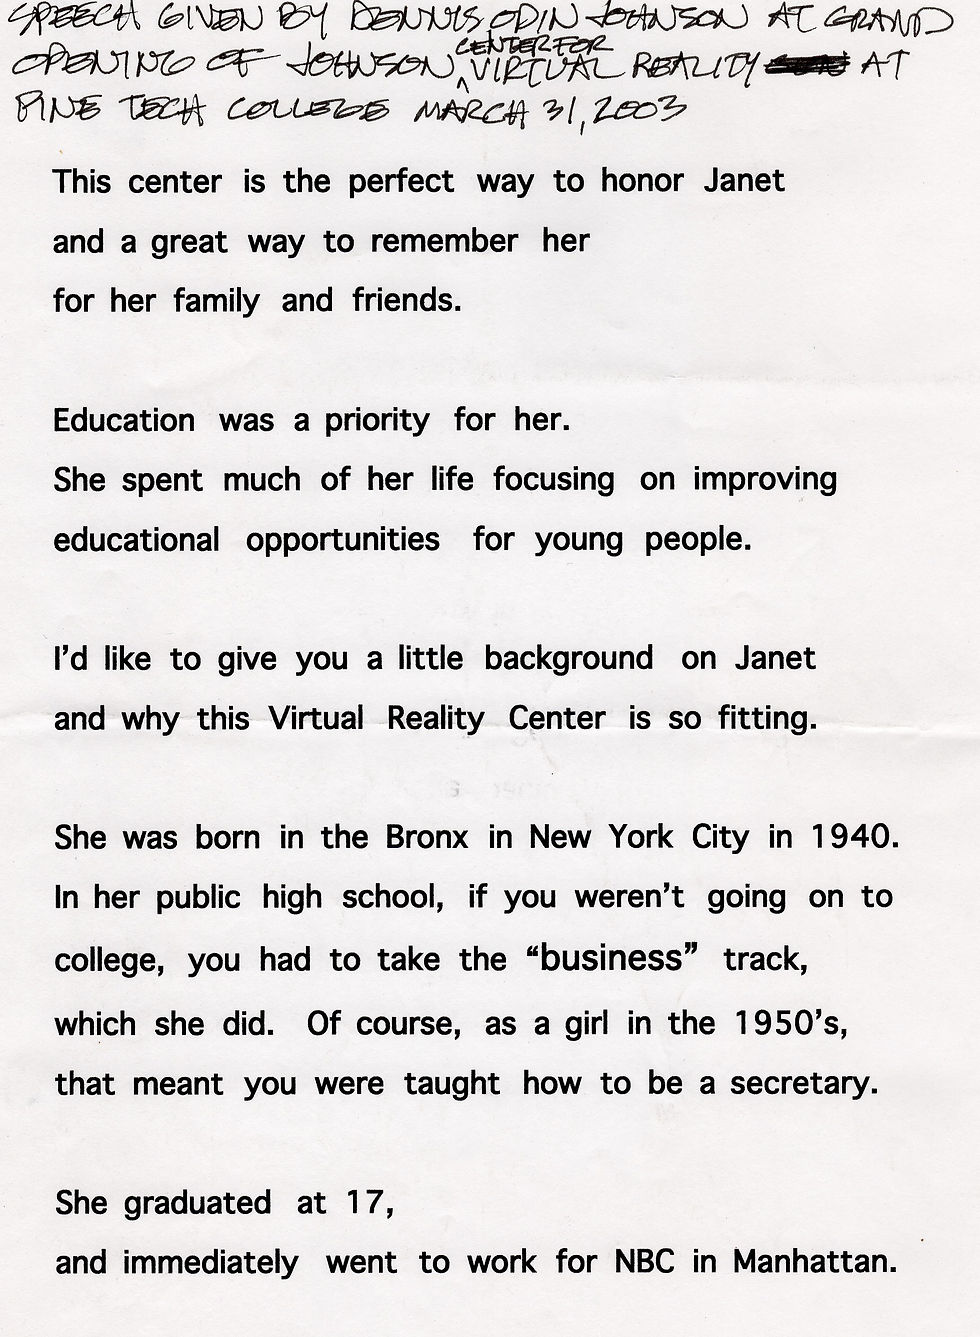 SPEECH GIVEN BY DENNIS ODIN JOHNSON AT GRAND
OPENING OF JOHNSON CENTER FOR VIRTUAL REALITY AT
PINE TECH COLLEGE MARCH 31, 2003
This center is the perfect way to honor Janet
and a great way to remember her
for her family and friends.
Education was a priority for her.
She spent much of her life focusing on improving
educational opportunities for young people.
I'd like to give you a little background on Janet
and why this Virtual Reality Center is so fitting.
She was born in the Bronx in New York City in 1940.
In her public high school, if you weren't going on to
college, you had to take the “business” track,
which she did. Of course, as a girl in the 1950's,
that meant you were taught how to be a secretary.
She graduated at 17,
and immediately went to work for NBC in Manhattan.